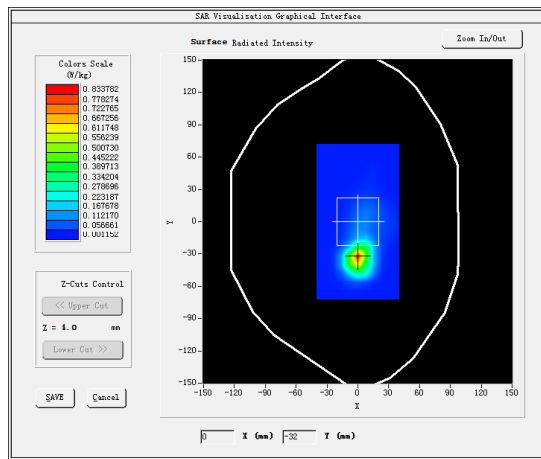 SAR Visualisation Graphical Interface
Surface Radiated Intensity
Zoom In/Out
Colors Scale
(W/kg)
0.833782
0.778274
0.722765
0.667256
0.611748
0.556239
0.500730
0.445222
0.389713
0.334204
0.278696
0.223187
0.167678
0.112170
0.056661
0.001152
Z-Cuts Control
<< Upper Cut
Z = 4.0 mm
Lower Cut >>
SAVE
Cancel
150
120
90
60
30
0
-30
-60
-90
-120
-150
Y
-150 -120 -90 -60 -30 0 30 60 90 120 150
X
0 X (mm) -32 Y (mm)